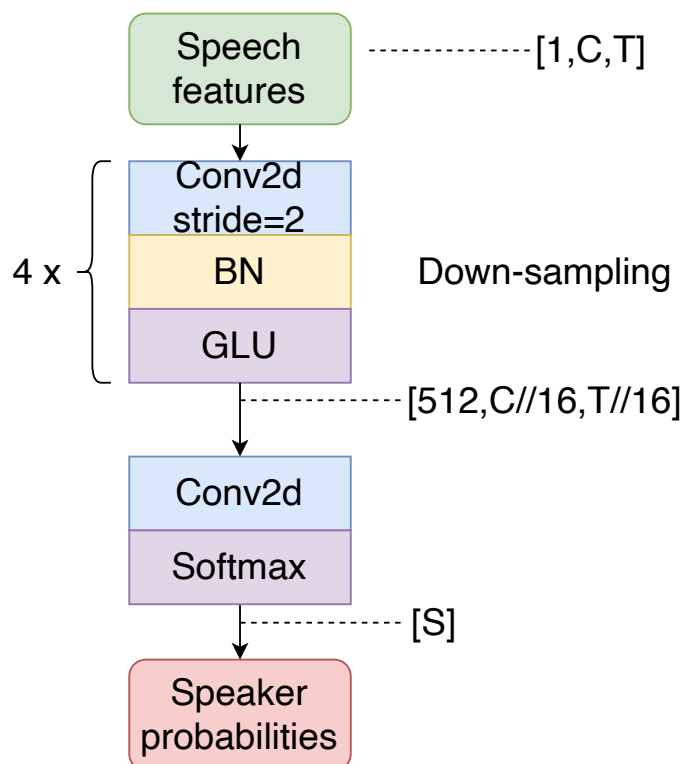 Speech
features
[1,C,T]
Conv2d
stride=2
4 x
BN
Down-sampling
GLU
[512,C//16,T//16]
Conv2d
Softmax
[S]
Speaker
probabilities